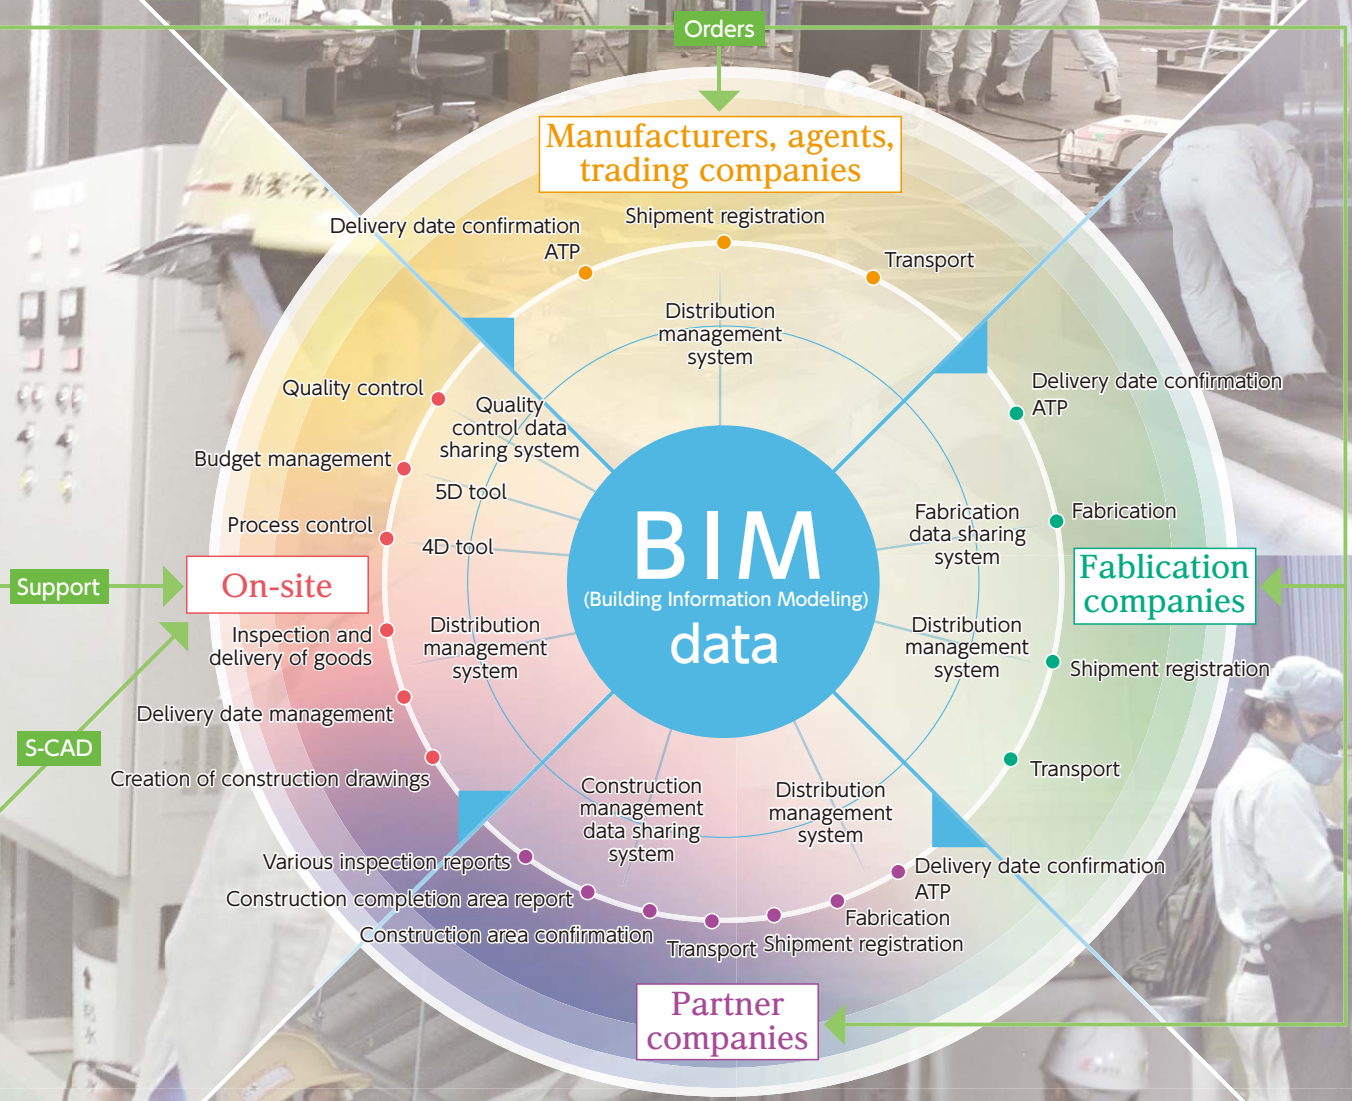 Orders
Manufacturers, agents,
trading companies
Shipment registration
Delivery date confirmation
ATP
Transport
Distribution
management
system
Quality control
Quality
control data
sharing system
Budget management
5D tool
Process control
4D tool
Support
On-site
Inspection and
delivery of goods
Distribution
management
system
Delivery date management
S-CAD
Creation of construction drawings
BIM
(Building Information Modeling)
data
Delivery date confirmation
ATP
Fabrication
data sharing
system
Fabrication
Fablication
companies
Distribution
management
system
Shipment registration
Transport
Construction
management
data sharing
system
Distribution
management
system
Various inspection reports
Construction completion area report
Construction area confirmation
Transport
Shipment registration
Fabrication
Delivery date confirmation
ATP
Partner
companies